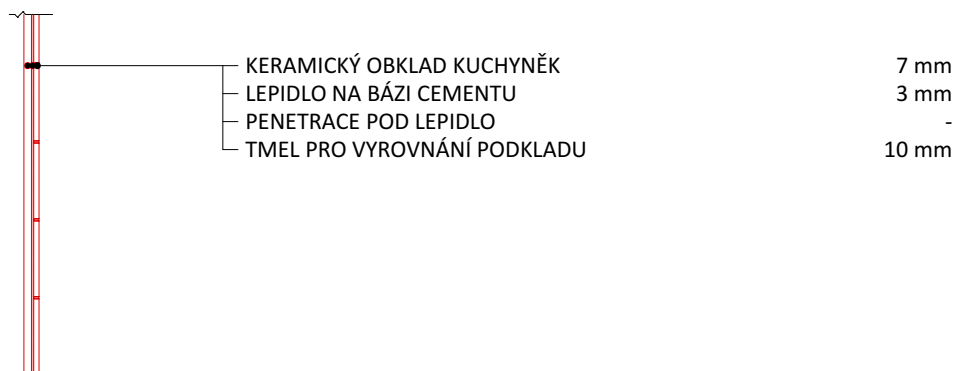 KERAMICKÝ OBKLAD KUCHYNĚK 7 mm
LEPIDLO NA BÁZI CEMENTU 3 mm
PENETRACE POD LEPIDLO -
TMEL PRO VYROVNÁNÍ PODKLADU 10 mm